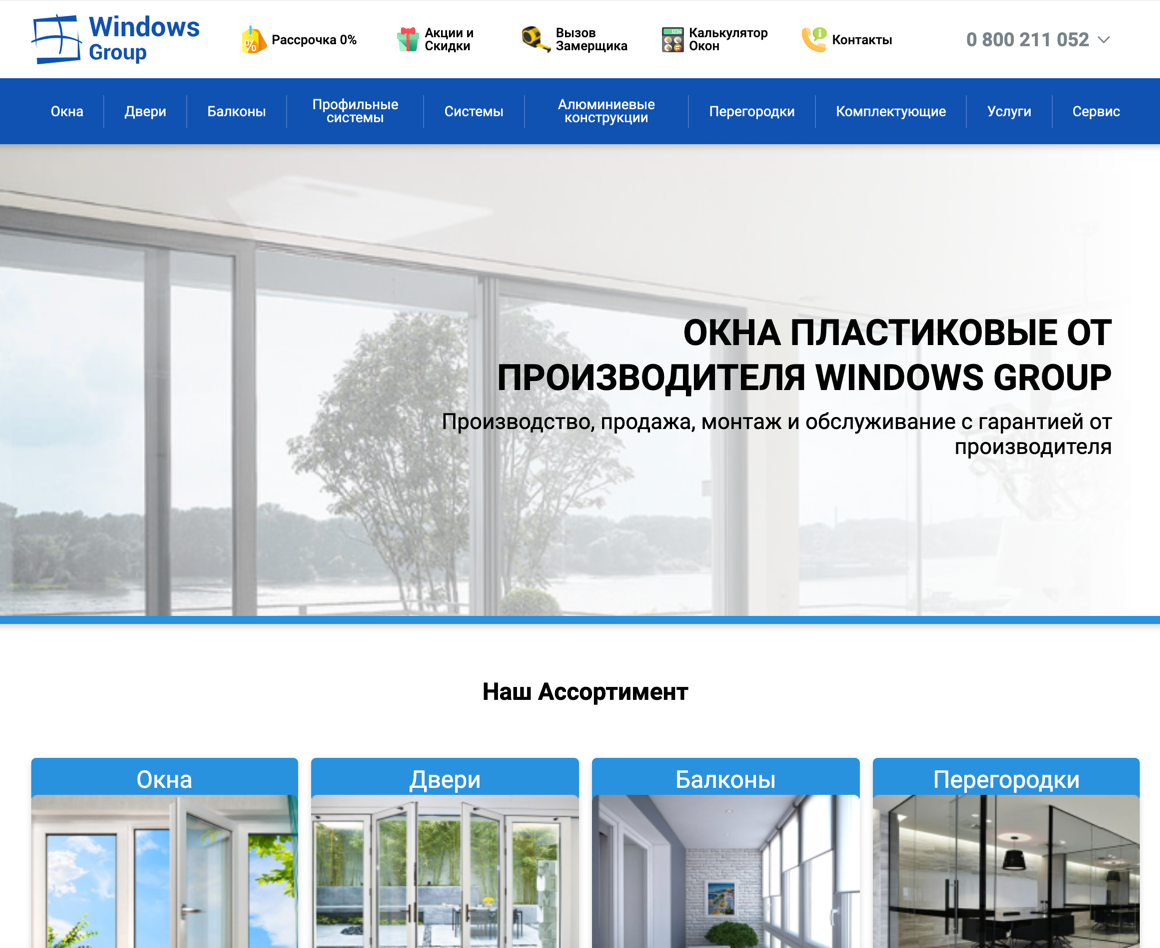 Windows
Group
Рассрочка 0%
Акции и
Скидки
Вызов
Замерщика
Калькулятор
Окон
Контакты
0 800 211 052
Окна
Двери
Балконы
Профильные
системы
Системы
Алюминиевые
конструкции
Перегородки
Комплектующие
Услуги
Сервис
ОКНА ПЛАСТИКОВЫЕ ОТ
ПРОИЗВОДИТЕЛЯ WINDOWS GROUP
Производство, продажа, монтаж и обслуживание с гарантией от
производителя
Наш Ассортимент
Окна
Двери
Балконы
Перегородки